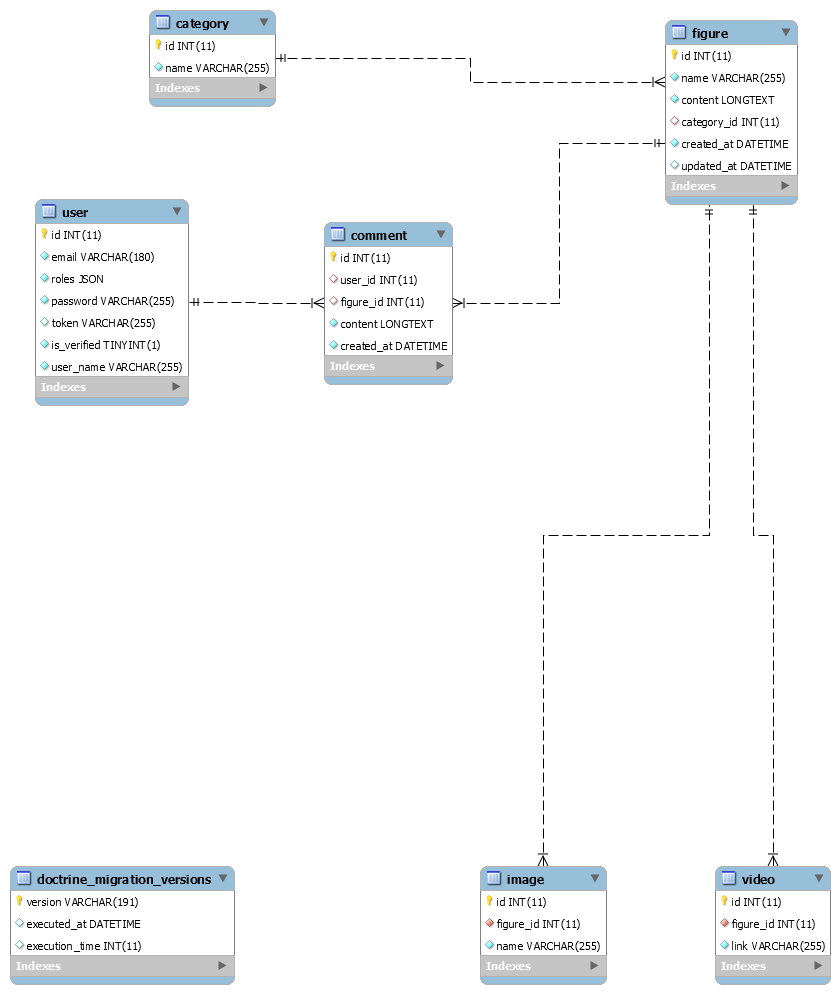 category
id INT(11)
name VARCHAR(255)
Indexes
figure
id INT(11)
name VARCHAR(255)
content LONGTEXT
category_id INT(11)
created_at DATETIME
updated_at DATETIME
Indexes
user
id INT(11)
email VARCHAR(180)
roles JSON
password VARCHAR(255)
token VARCHAR(255)
is_verified TINYINT(1)
user_name VARCHAR(255)
Indexes
comment
id INT(11)
user_id INT(11)
figure_id INT(11)
content LONGTEXT
created_at DATETIME
Indexes
doctrine_migration_versions
version VARCHAR(191)
executed_at DATETIME
execution_time INT(11)
Indexes
image
id INT(11)
figure_id INT(11)
name VARCHAR(255)
Indexes
video
id INT(11)
figure_id INT(11)
link VARCHAR(255)
Indexes